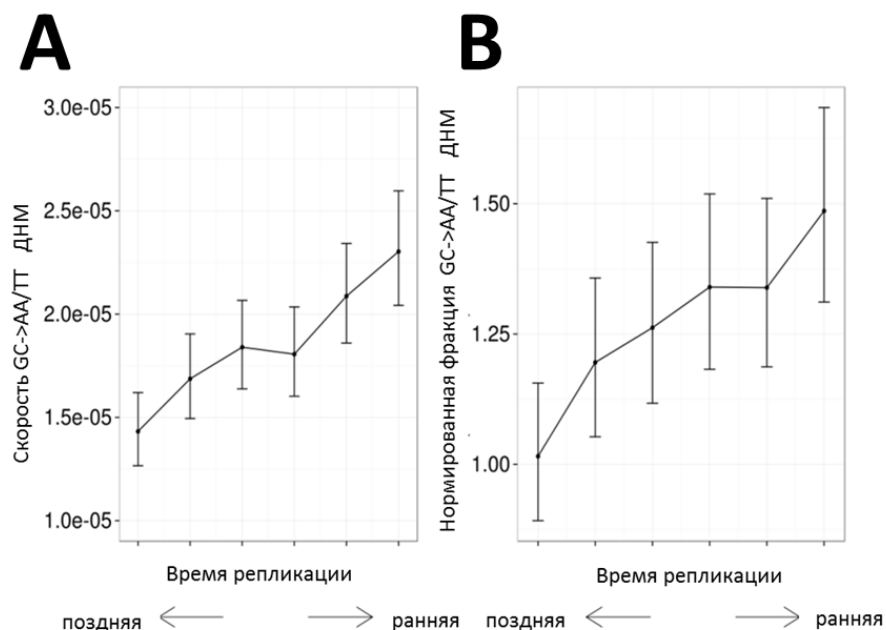 A
B
Скорость GC->AA/TT ДНМ
3.0e-05
2.5e-05
2.0e-05
1.5e-05
1.0e-05
Время репликации
поздняя
ранняя
Нормированная фракция GC->AA/TT ДНМ
1.50
1.25
1.00
Время репликации
поздняя
ранняя